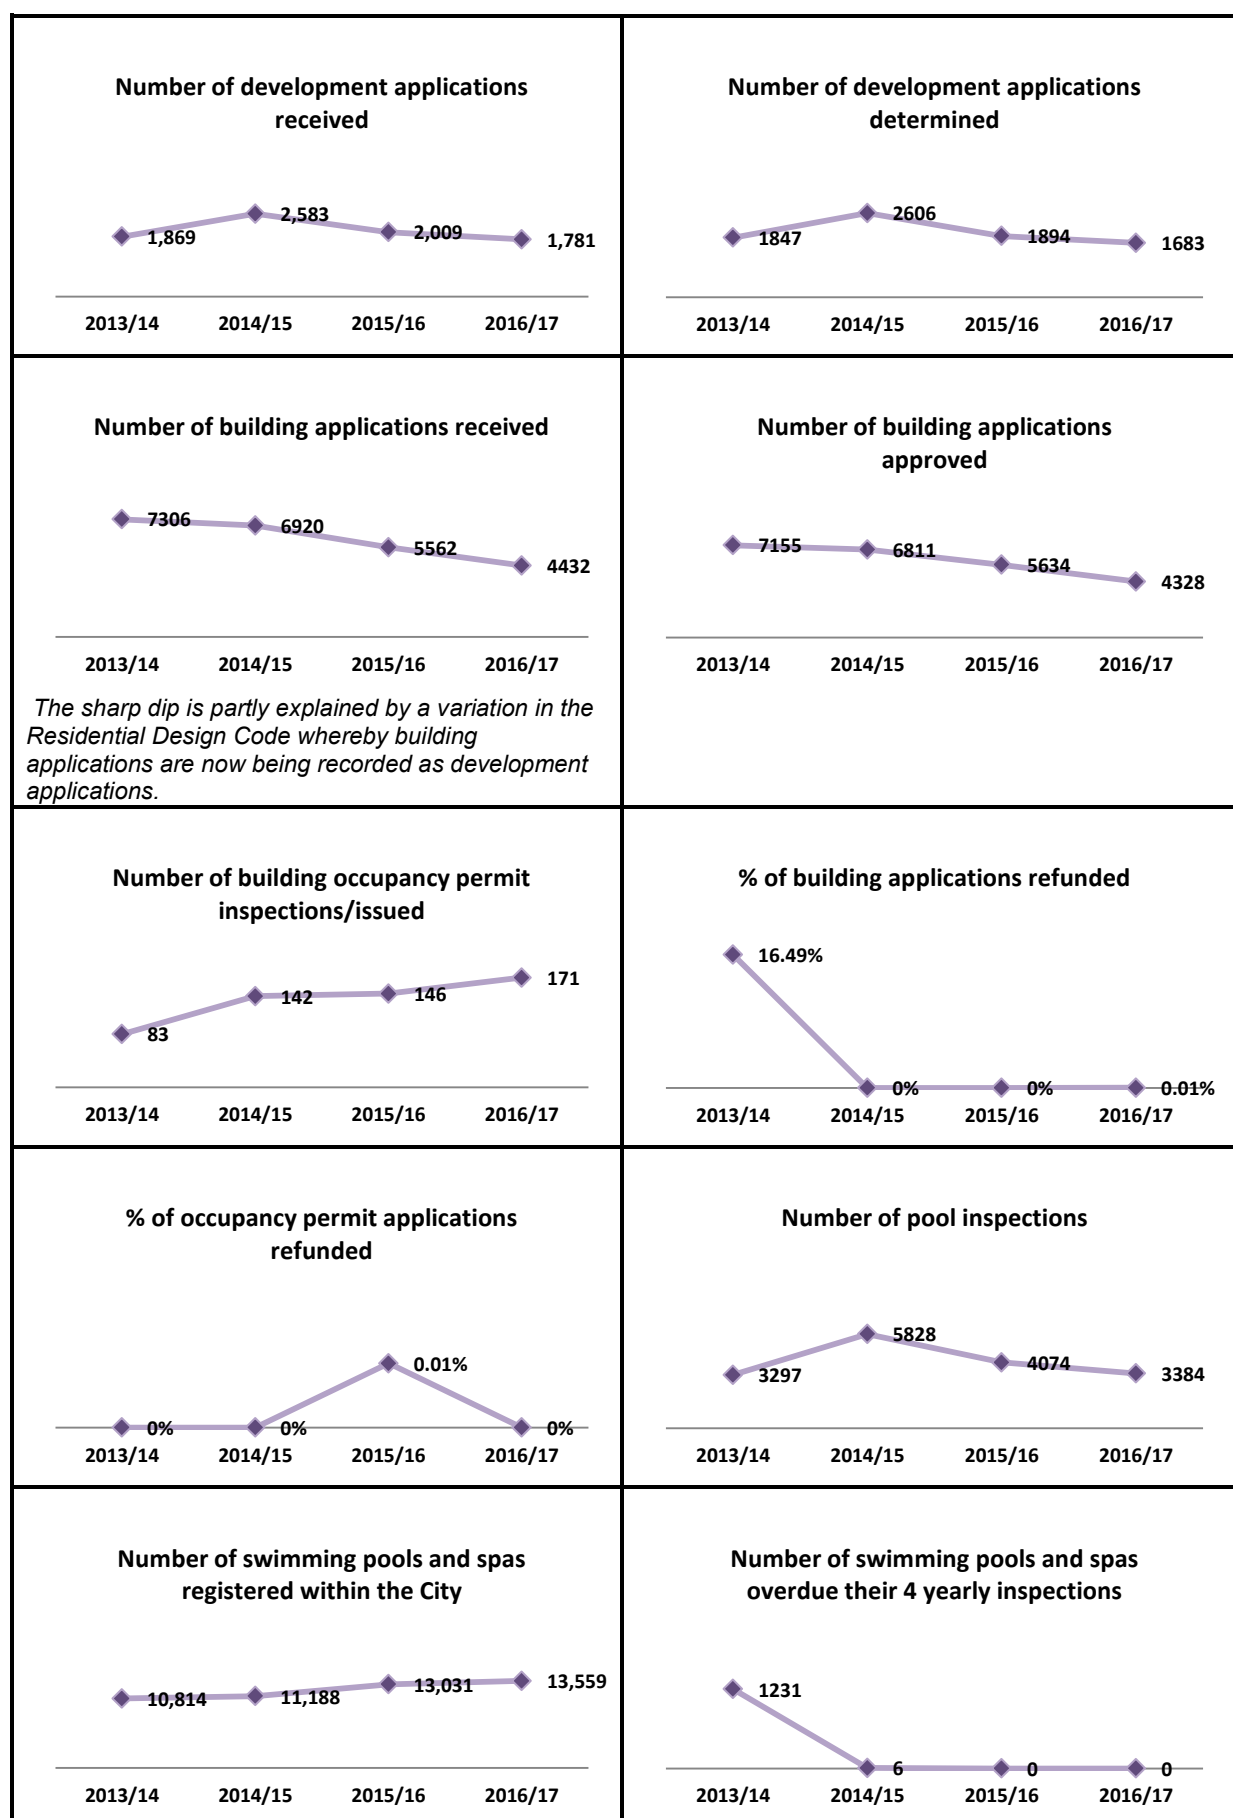 Number of development applications
received
2,583
1,869
2,009
1,781
2013/14 2014/15 2015/16 2016/17
Number of development applications
determined
2606
1847
1894
1683
2013/14 2014/15 2015/16 2016/17
Number of building applications received
7306
6920
5562
4432
2013/14 2014/15 2015/16 2016/17
The sharp dip is partly explained by a variation in the
Residential Design Code whereby building
applications are now being recorded as development
applications.
Number of building applications
approved
7155
6811
5634
4328
2013/14 2014/15 2015/16 2016/17
Number of building occupancy permit
inspections/issued
83
142
146
171
2013/14 2014/15 2015/16 2016/17
% of building applications refunded
16.49%
0%
0%
0.01%
2013/14 2014/15 2015/16 2016/17
% of occupancy permit applications
refunded
0%
0%
0.01%
0%
2013/14 2014/15 2015/16 2016/17
Number of pool inspections
3297
5828
4074
3384
2013/14 2014/15 2015/16 2016/17
Number of swimming pools and spas
registered within the City
10,814
11,188
13,031
13,559
2013/14 2014/15 2015/16 2016/17
Number of swimming pools and spas
overdue their 4 yearly inspections
1231
6
0
0
2013/14 2014/15 2015/16 2016/17